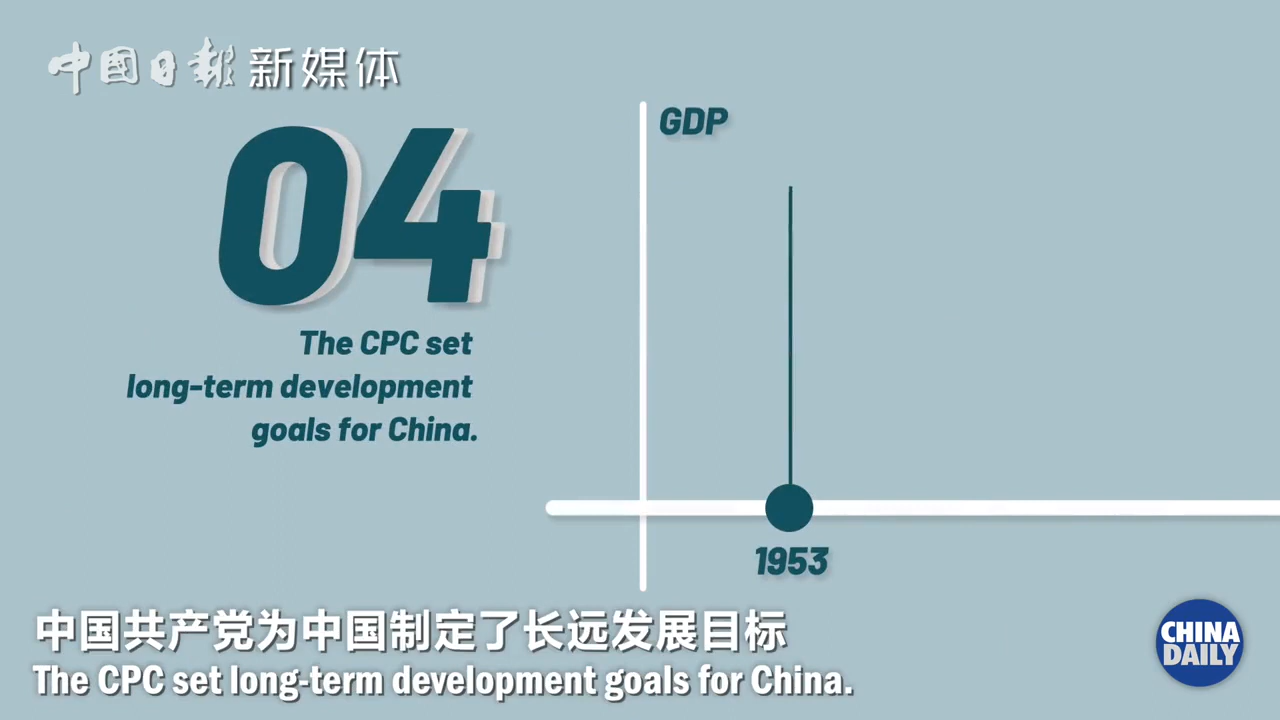 中國日報 新媒体
GDP
04
The CPC set
long-term development
goals for China.
1953
中国共产党为中国制定了长远发展目标
The CPC set long-term development goals for China.
CHINA
DAILY